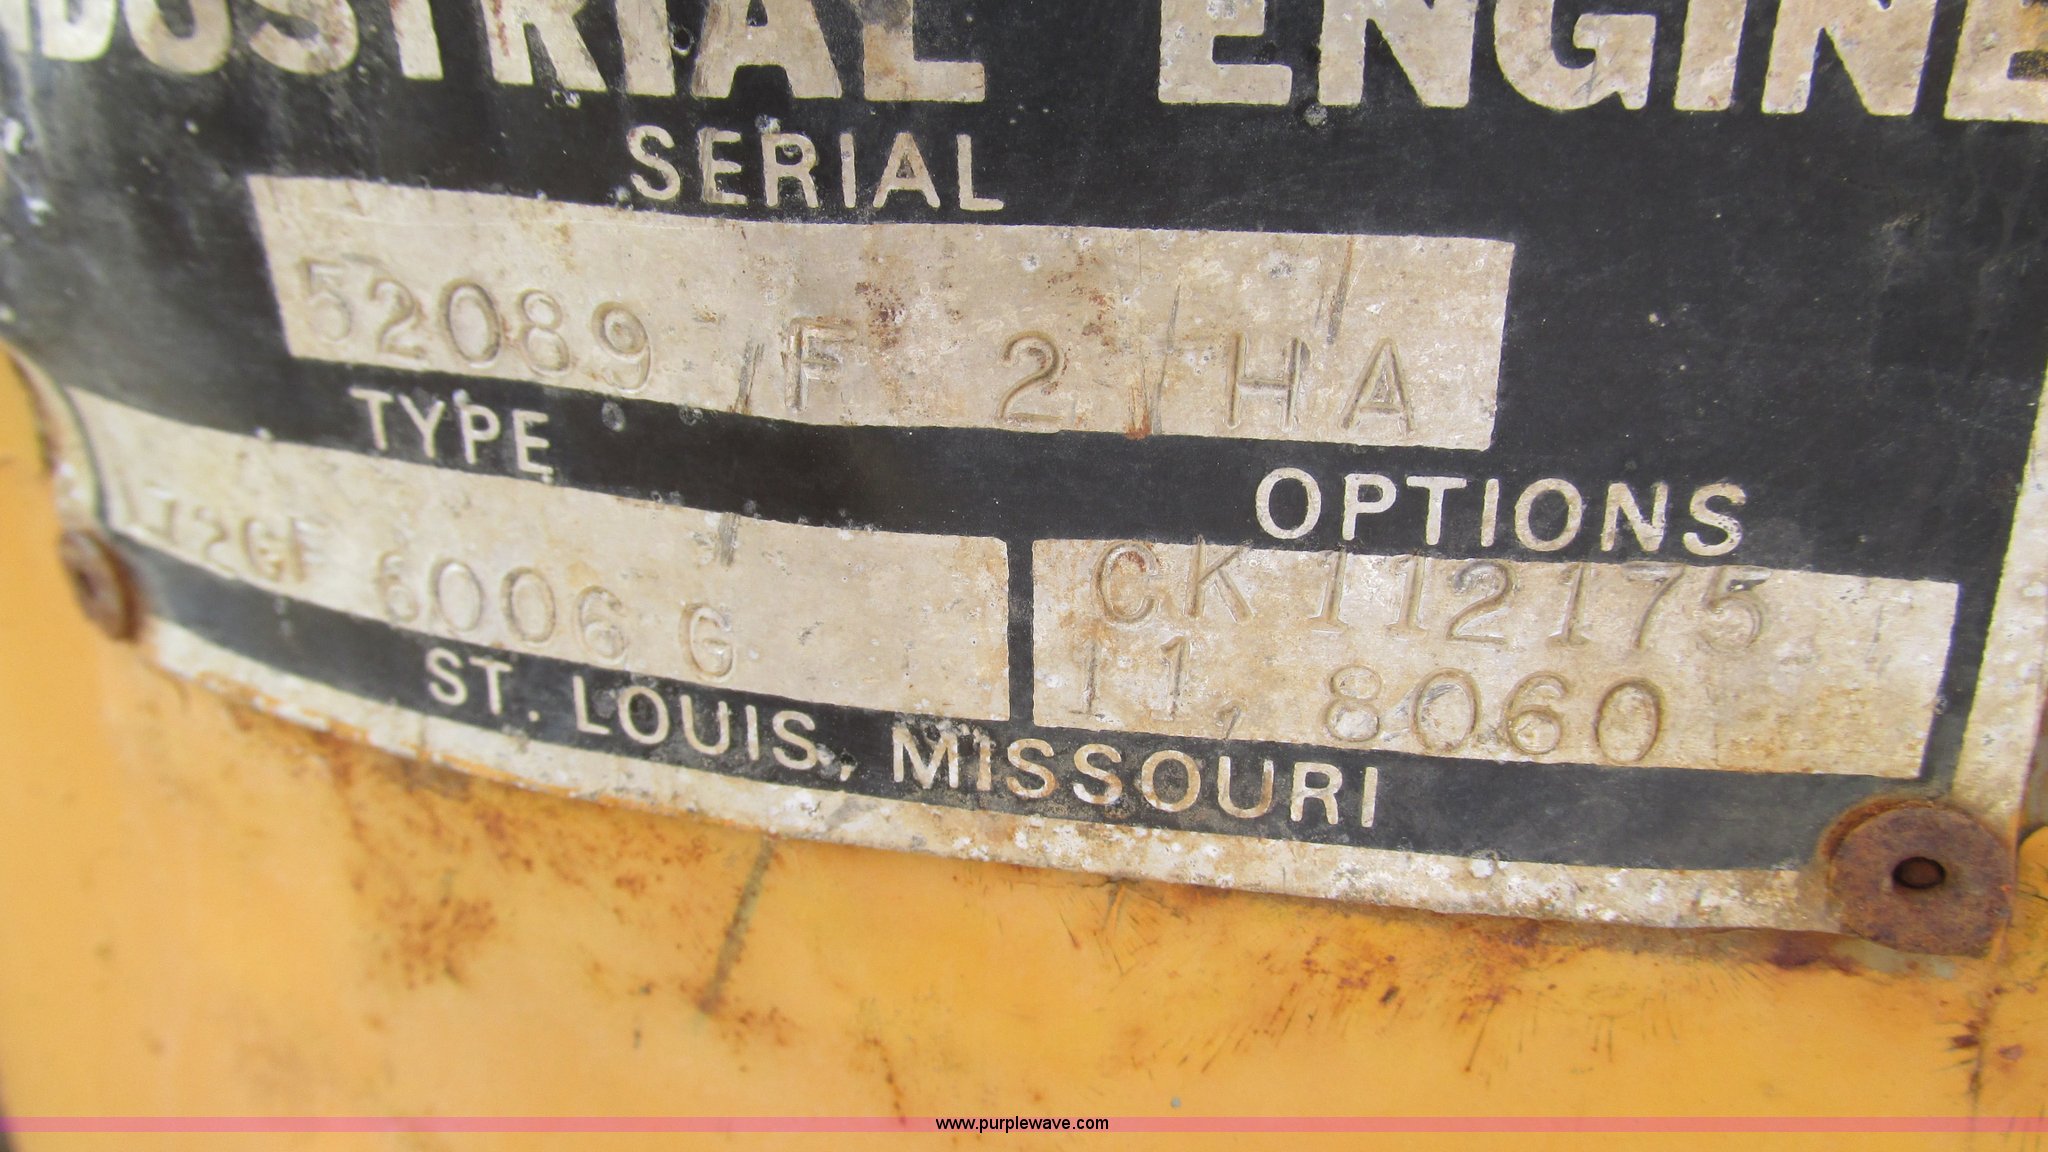 INDUSTRIAL ENGINE
SERIAL
52089 F 2 HA
TYPE
OPTIONS
172GF 6006 G
CK 112175
11, 8060
ST. LOUIS, MISSOURI
www.purplewave.com